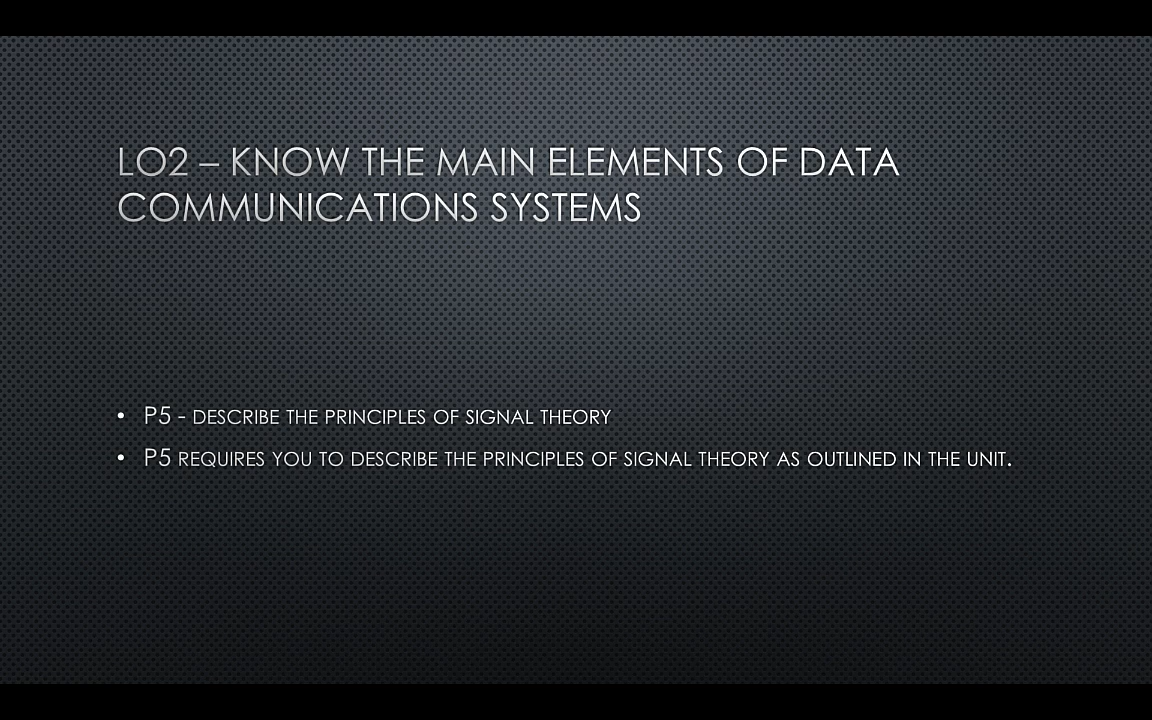 LO2 – KNOW THE MAIN ELEMENTS OF DATA
COMMUNICATIONS SYSTEMS
• P5 - DESCRIBE THE PRINCIPLES OF SIGNAL THEORY
• P5 REQUIRES YOU TO DESCRIBE THE PRINCIPLES OF SIGNAL THEORY AS OUTLINED IN THE UNIT.